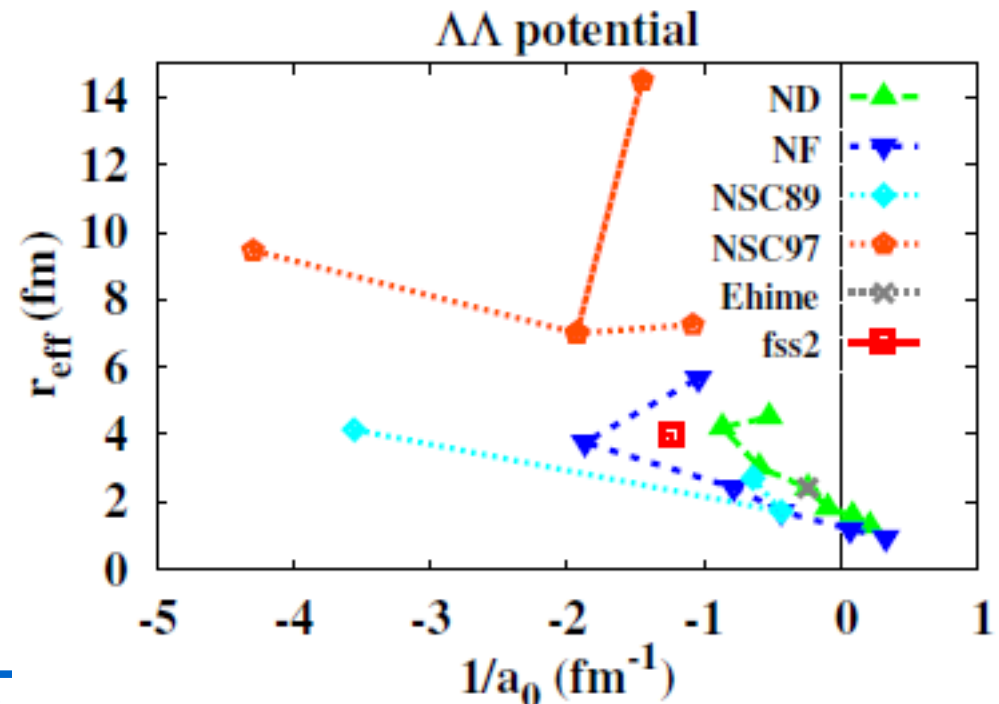 ΛΛ potential
r_eff (fm)
14
12
10
8
6
4
2
0
ND
NF
NSC89
NSC97
Ehime
fss2
-5 -4 -3 -2 -1 0 1
1/a₀ (fm⁻¹)